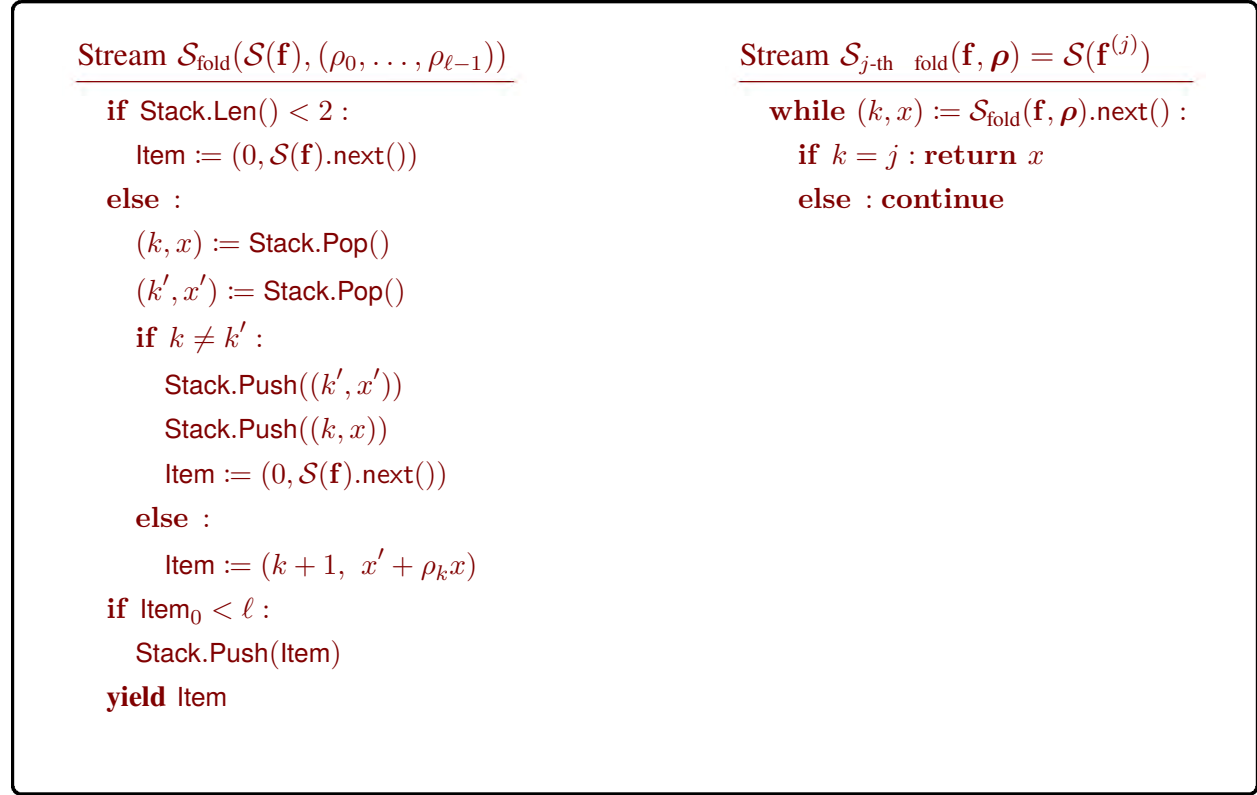 Stream 𝒮_fold(𝒮(𝐟), (ρ₀, …, ρ_{ℓ−1}))
if Stack.Len() < 2 :
Item ≔ (0, 𝒮(𝐟).next())
else :
(k, x) ≔ Stack.Pop()
(k′, x′) ≔ Stack.Pop()
if k ≠ k′ :
Stack.Push((k′, x′))
Stack.Push((k, x))
Item ≔ (0, 𝒮(𝐟).next())
else :
Item ≔ (k + 1, x′ + ρ_k x)
if Item₀ < ℓ :
Stack.Push(Item)
yield Item
Stream 𝒮_{j-th fold}(𝐟, 𝝆) = 𝒮(𝐟^{(j)})
while (k, x) ≔ 𝒮_fold(𝐟, 𝝆).next() :
if k = j : return x
else : continue